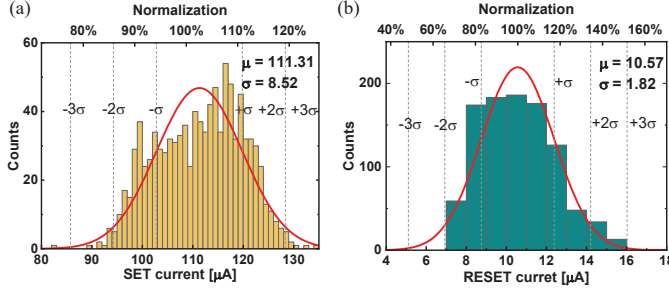 (a)
Normalization
80% 90% 100% 110% 120%
μ = 111.31
σ = 8.52
-3σ -2σ -σ +σ +2σ +3σ
60
40
20
0
Counts
80 90 100 110 120 130
SET current [μA]
(b)
Normalization
40% 60% 80% 100% 120% 140% 160%
μ = 10.57
σ = 1.82
-σ +σ
-3σ -2σ +2σ +3σ
200
100
0
Counts
4 6 8 10 12 14 16 18
RESET curret [μA]